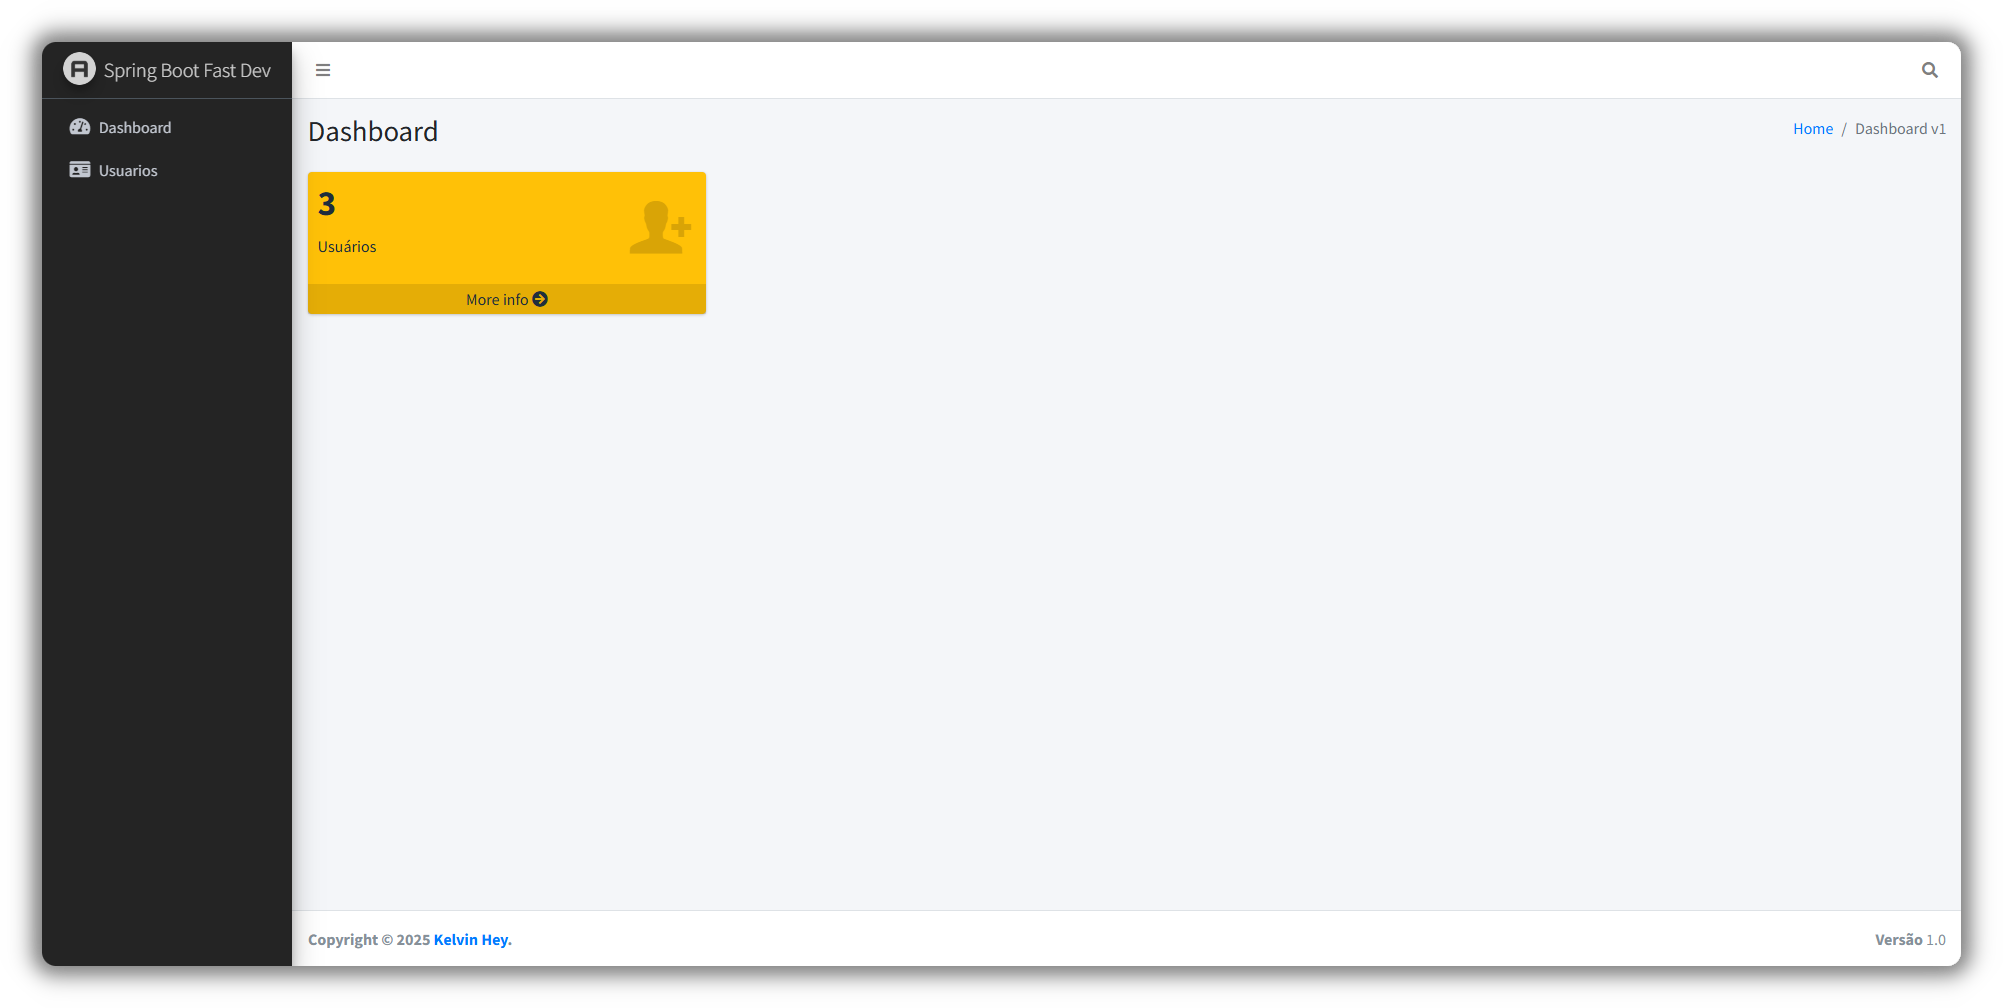 Spring Boot Fast Dev
Dashboard
Usuarios
Dashboard
Home / Dashboard v1
3
Usuários
More info
Copyright © 2025 Kelvin Hey.
Versão 1.0